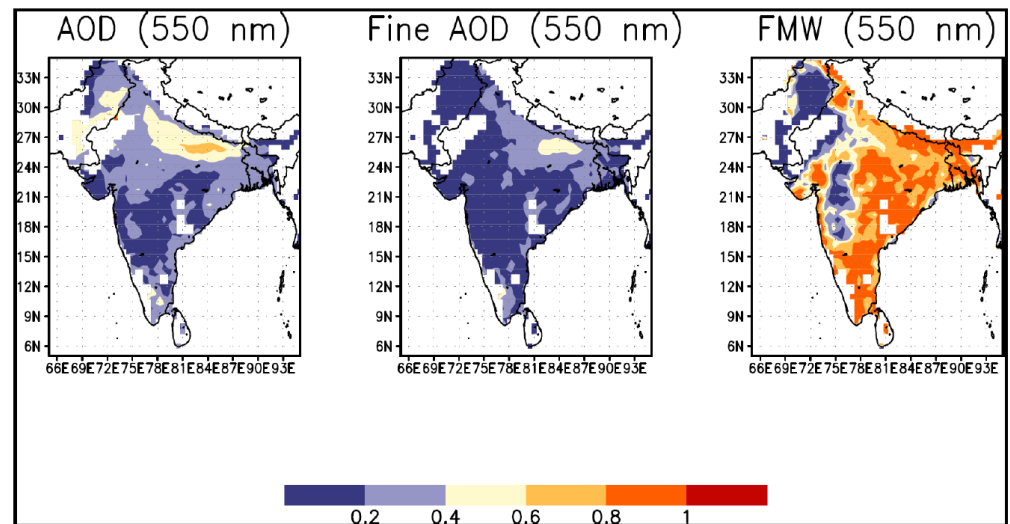 AOD (550 nm) Fine AOD (550 nm) FMW (550 nm)
33N 33N 33N
30N 30N 30N
27N 27N 27N
24N 24N 24N
21N 21N 21N
18N 18N 18N
15N 15N 15N
12N 12N 12N
9N 9N 9N
6N 6N 6N
66E69E72E75E78E81E84E87E90E93E 66E69E72E75E78E81E84E87E90E93E 66E69E72E75E78E81E84E87E90E93E
0.2 0.4 0.6 0.8 1